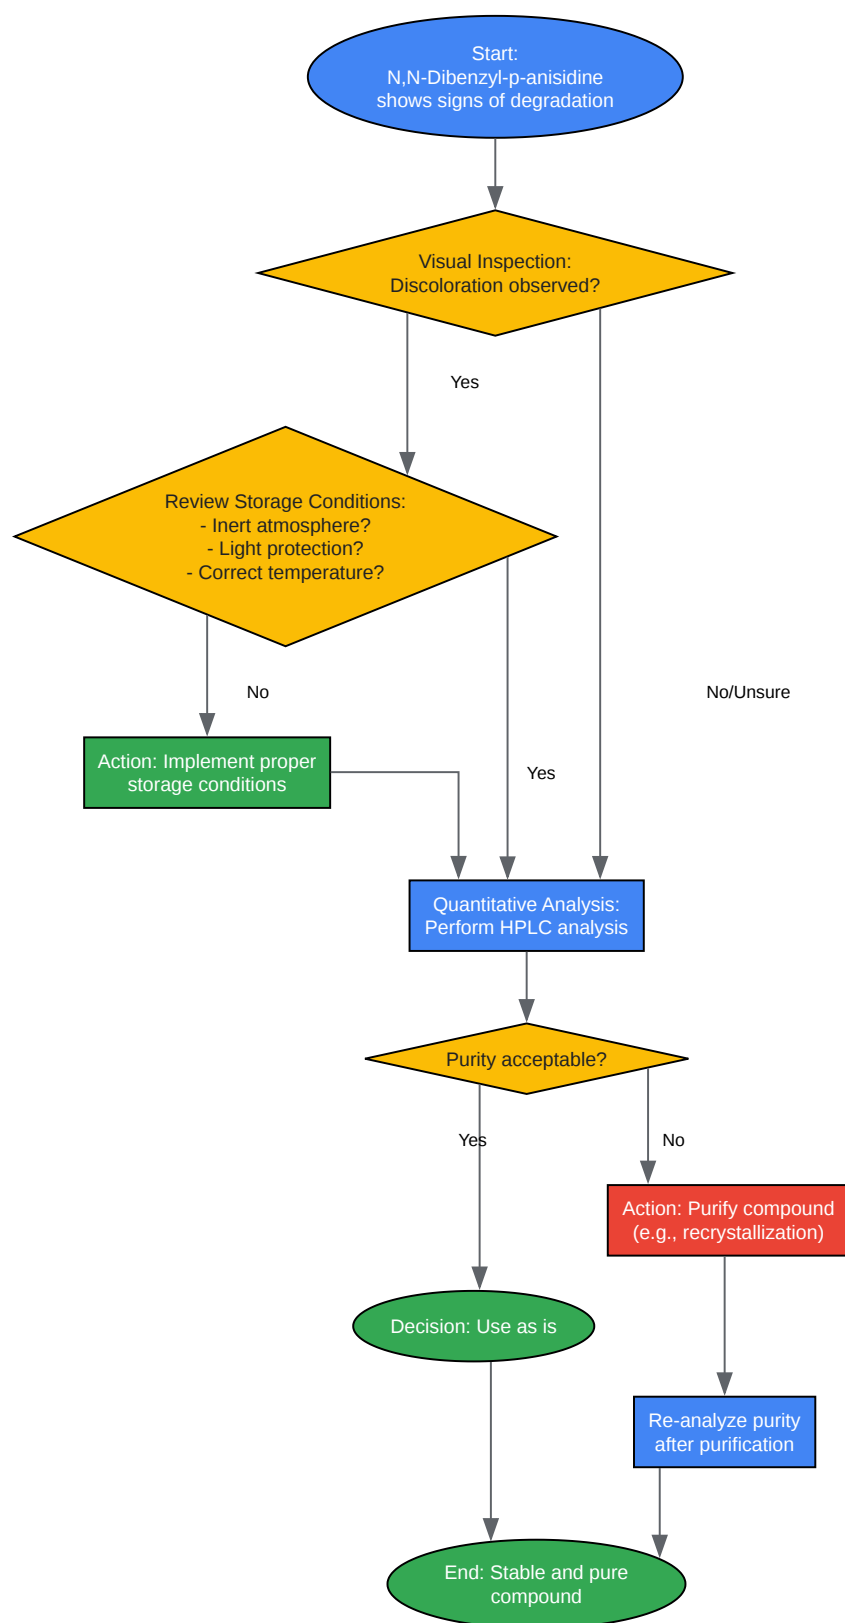 Start:
N,N-Dibenzyl-p-anisidine
shows signs of degradation
Visual Inspection:
Discoloration observed?
Yes
Review Storage Conditions:
- Inert atmosphere?
- Light protection?
- Correct temperature?
No
No/Unsure
Action: Implement proper
storage conditions
Yes
Quantitative Analysis:
Perform HPLC analysis
Purity acceptable?
Yes
No
Action: Purify compound
(e.g., recrystallization)
Decision: Use as is
Re-analyze purity
after purification
End: Stable and pure
compound